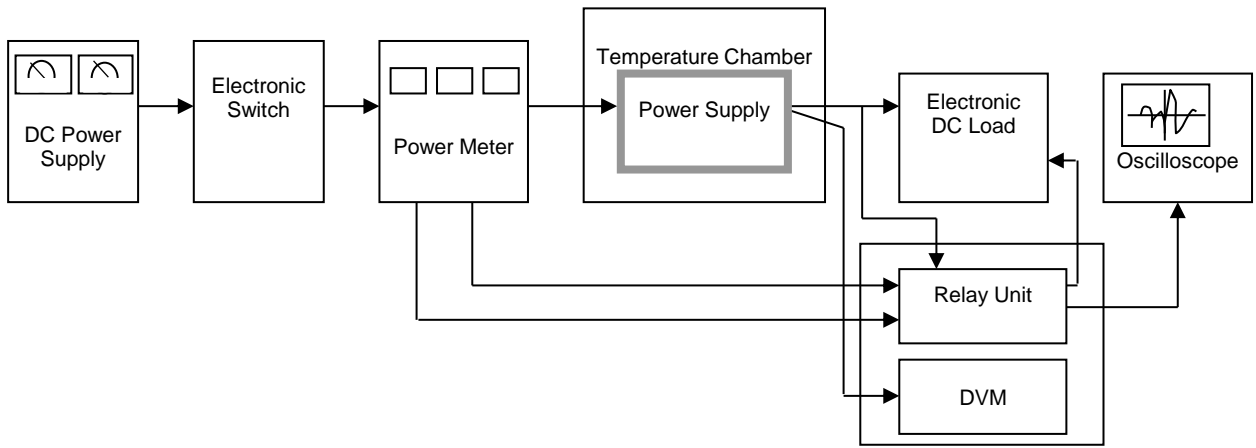 DC Power
Supply
Electronic
Switch
Power Meter
Temperature Chamber
Power Supply
Electronic
DC Load
Oscilloscope
Relay Unit
DVM